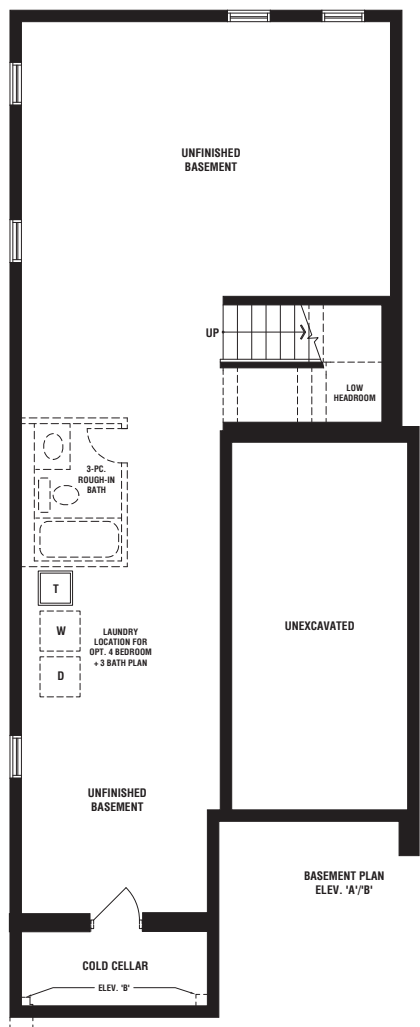 UNFINISHED
BASEMENT
UP
LOW
HEADROOM
3-PC.
ROUGH-IN
BATH
T
W
D
LAUNDRY
LOCATION FOR
OPT. 4 BEDROOM
+ 3 BATH PLAN
UNEXCAVATED
UNFINISHED
BASEMENT
BASEMENT PLAN
ELEV. 'A'/'B'
COLD CELLAR
ELEV. 'B'